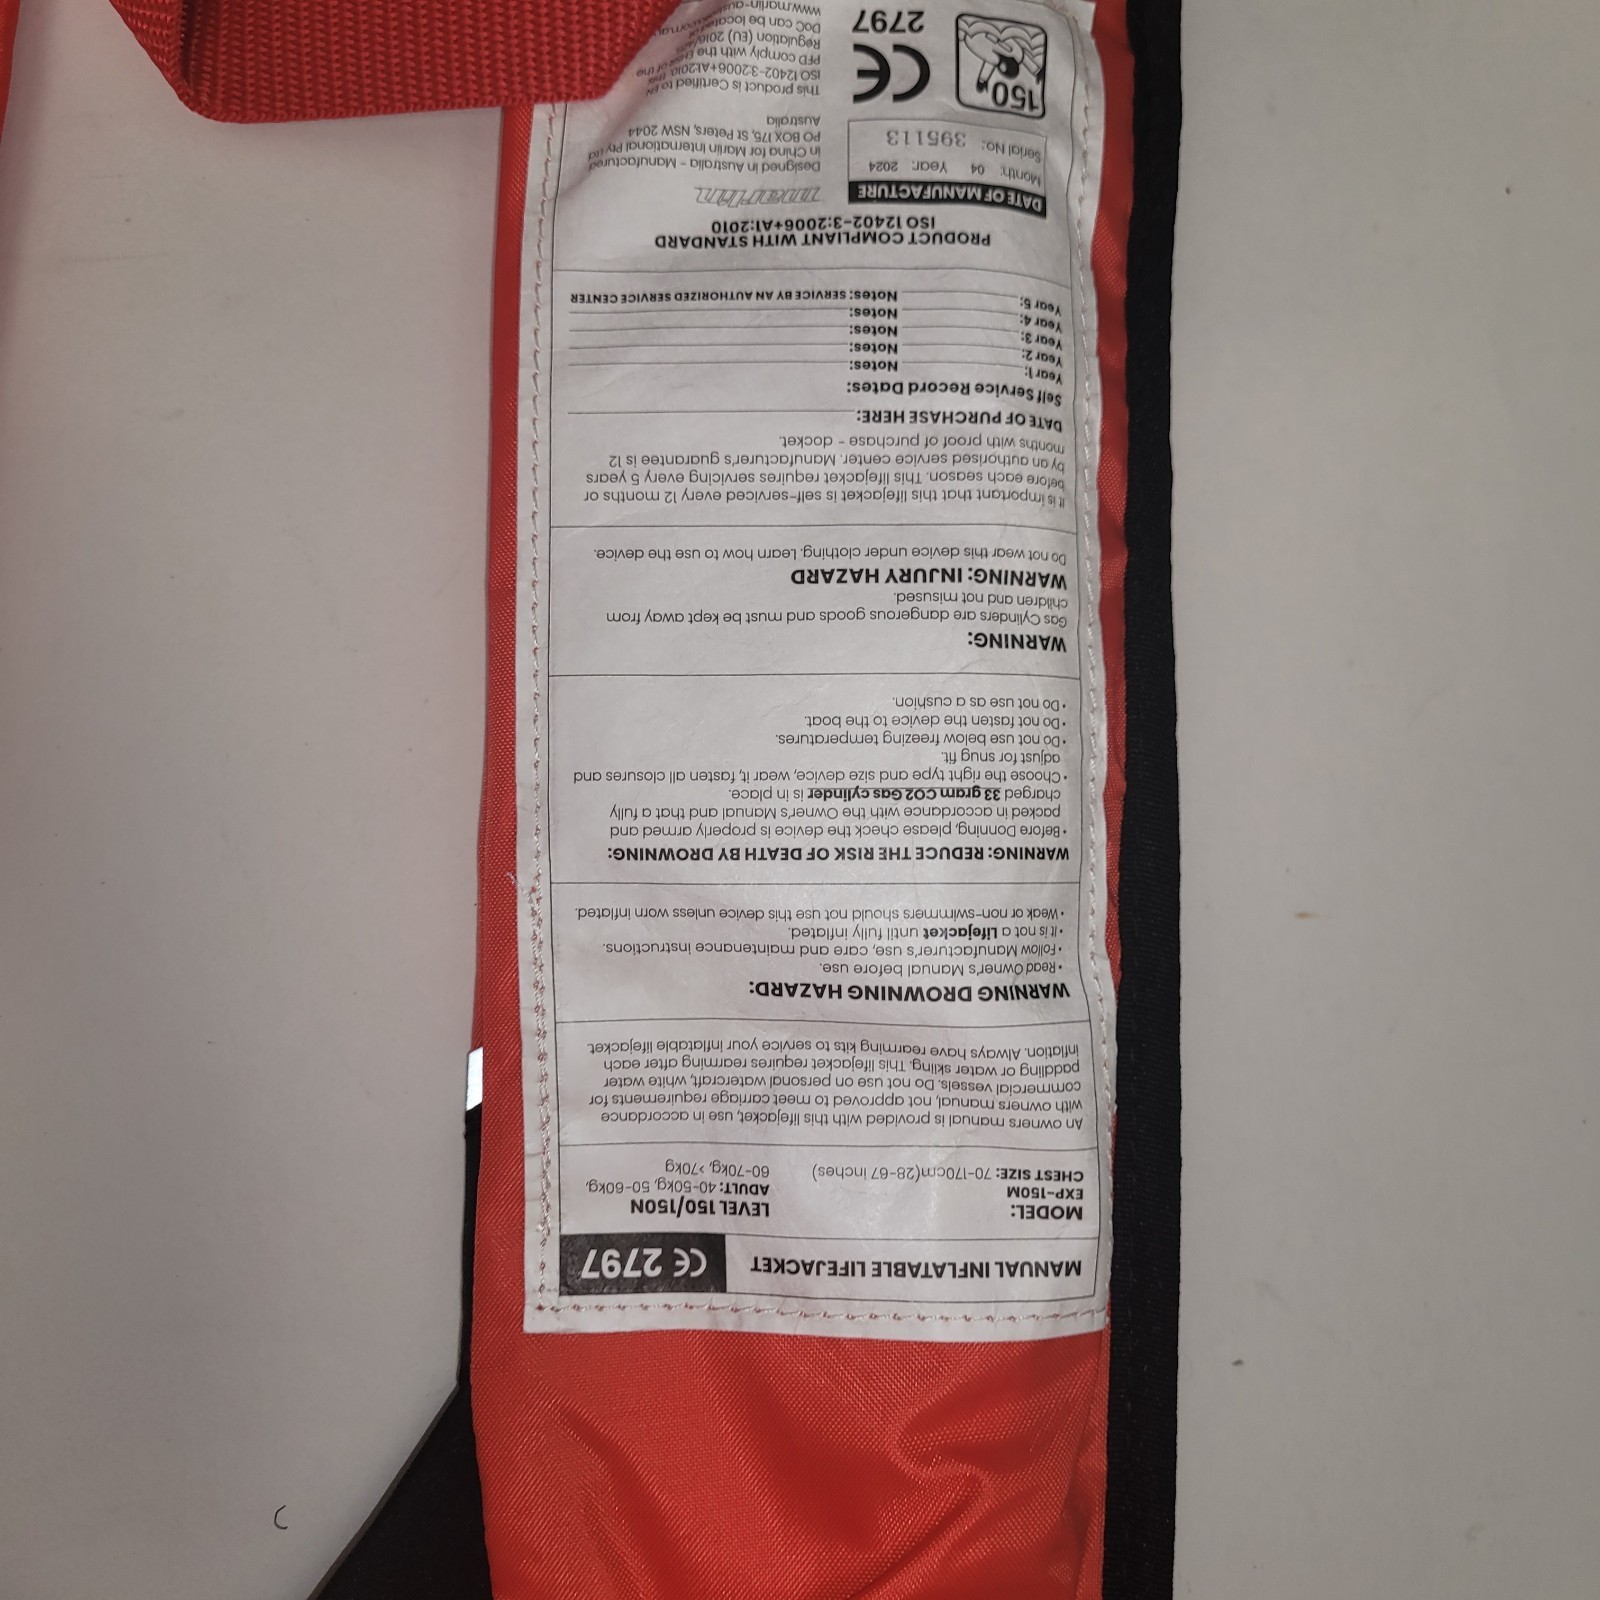 MANUAL INFLATABLE LIFEJACKET CE 2797
MODEL:
EXP-150M
CHEST SIZE: 70-170cm(28-67 inches)
LEVEL 150/150N
ADULT: 40-50kg, 50-60kg,
60-70kg, >70kg
An owners manual is provided with this lifejacket, use in accordance
with owners manual, not approved to meet carriage requirements for
commercial vessels. Do not use on personal watercraft, white water
paddling or water skiing. This lifejacket requires rearming after each
inflation. Always have rearming kits to service your inflatable lifejacket.
WARNING DROWNING HAZARD:
• Read Owner's Manual before use.
• Follow Manufacturer's use, care and maintenance instructions.
• It is not a Lifejacket until fully inflated.
• Weak or non-swimmers should not use this device unless worn inflated.
WARNING: REDUCE THE RISK OF DEATH BY DROWNING:
• Before Donning, please check the device is properly armed and
packed in accordance with the Owner's Manual and that a fully
charged 33 gram CO2 Gas cylinder is in place.
• Choose the right type and size device, wear it, fasten all closures and
adjust for snug fit.
• Do not use below freezing temperatures.
• Do not fasten the device to the boat.
• Do not use as a cushion.
WARNING:
Gas Cylinders are dangerous goods and must be kept away from
children and not misused.
WARNING: INJURY HAZARD
Do not wear this device under clothing. Learn how to use the device.
It is important that this lifejacket is self-serviced every 12 months or
before each season. This lifejacket requires servicing every 5 years
by an authorised service center. Manufacturer's guarantee is 12
months with proof of purchase - docket.
DATE OF PURCHASE HERE:
Self Service Record Dates:
Year 1: Notes:
Year 2: Notes:
Year 3: Notes:
Year 4: Notes:
Year 5: Notes: SERVICE BY AN AUTHORIZED SERVICE CENTER
PRODUCT COMPLIANT WITH STANDARD
ISO 12402-3:2006+A1:2010
DATE OF MANUFACTURE
Month: 04 Year: 2024
Serial No: 395113
150N
CE
2797
marlin
Designed in Australia - Manufactured
in China for Marlin International Pty Ltd
PO BOX 175, St Peters, NSW 2044
Australia
This product is Certified to EN
ISO 12402-3:2006+A1:2010, this
PFD comply with the
Regulation (EU) 2016/425
DoC can be located
www.marlin-aus